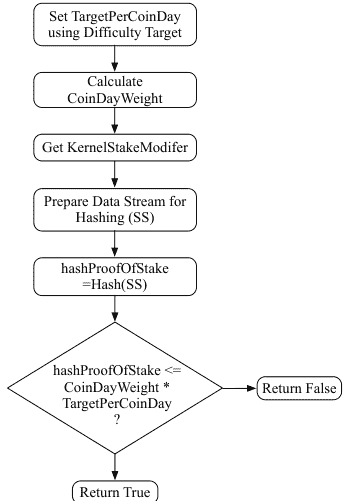 Set TargetPerCoinDay
using Difficulty Target
Calculate
CoinDayWeight
Get KernelStakeModifer
Prepare Data Stream for
Hashing (SS)
hashProofOfStake
=Hash(SS)
hashProofOfStake <=
CoinDayWeight *
TargetPerCoinDay
?
Return False
Return True